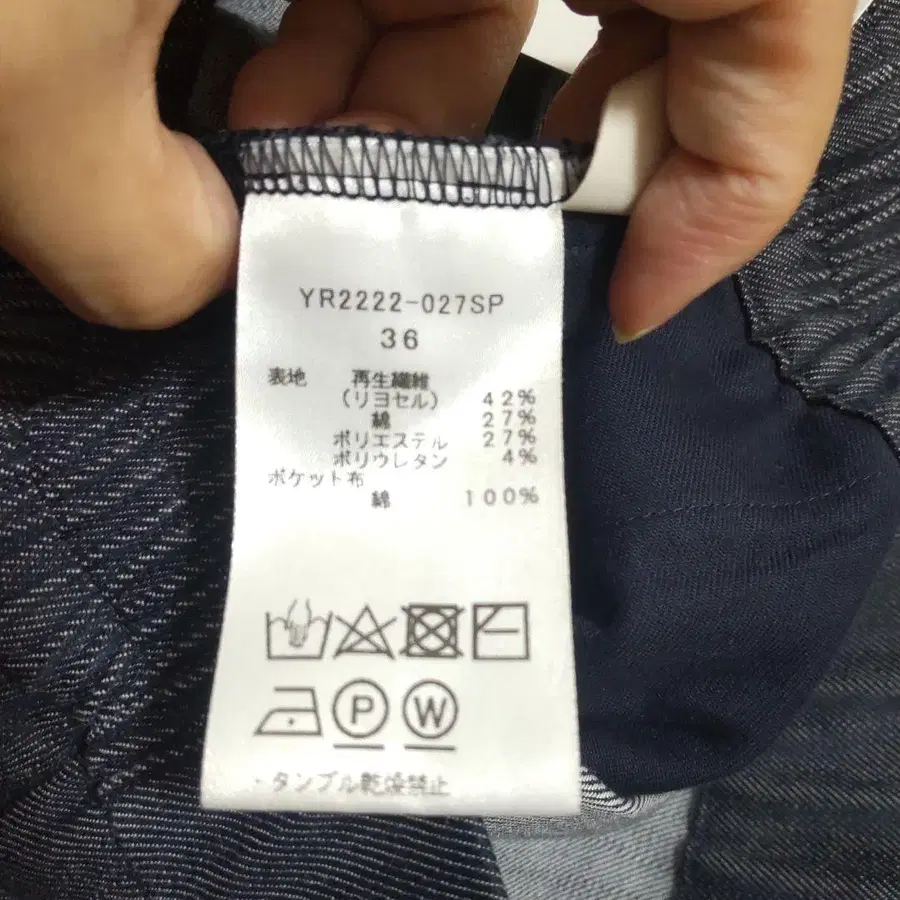 YR2222-027SP
36
表地 再生繊維
(リヨセル) 42%
綿 27%
ポリエステル 27%
ポリウレタン 4%
ポケット布
綿 100%
P W
・タンブル乾燥禁止